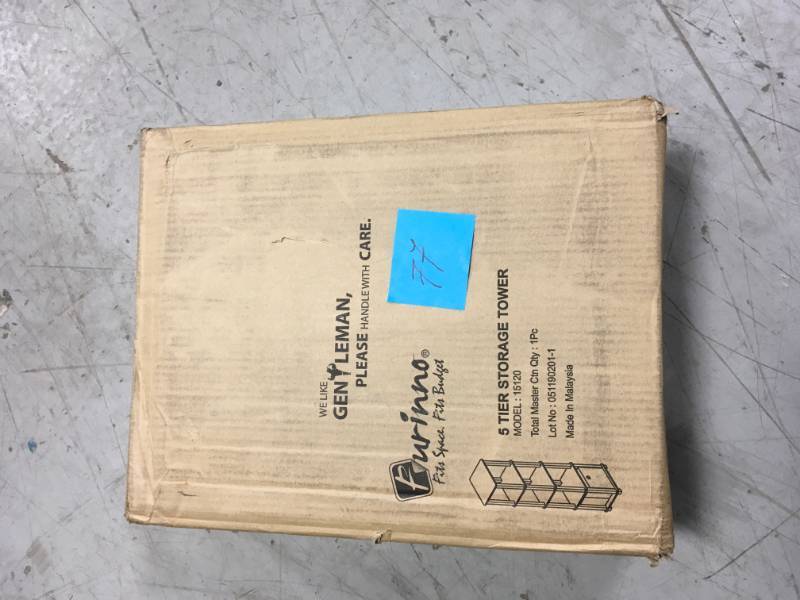 WE LIKE
GENTLEMAN,
PLEASE HANDLE WITH CARE.
77
Furinno®
Fits Space. Fits Budget
5 TIER STORAGE TOWER
MODEL : 15120
Total Master Ctn Qty : 1Pc
Lot No : 051190201-1
Made In Malaysia